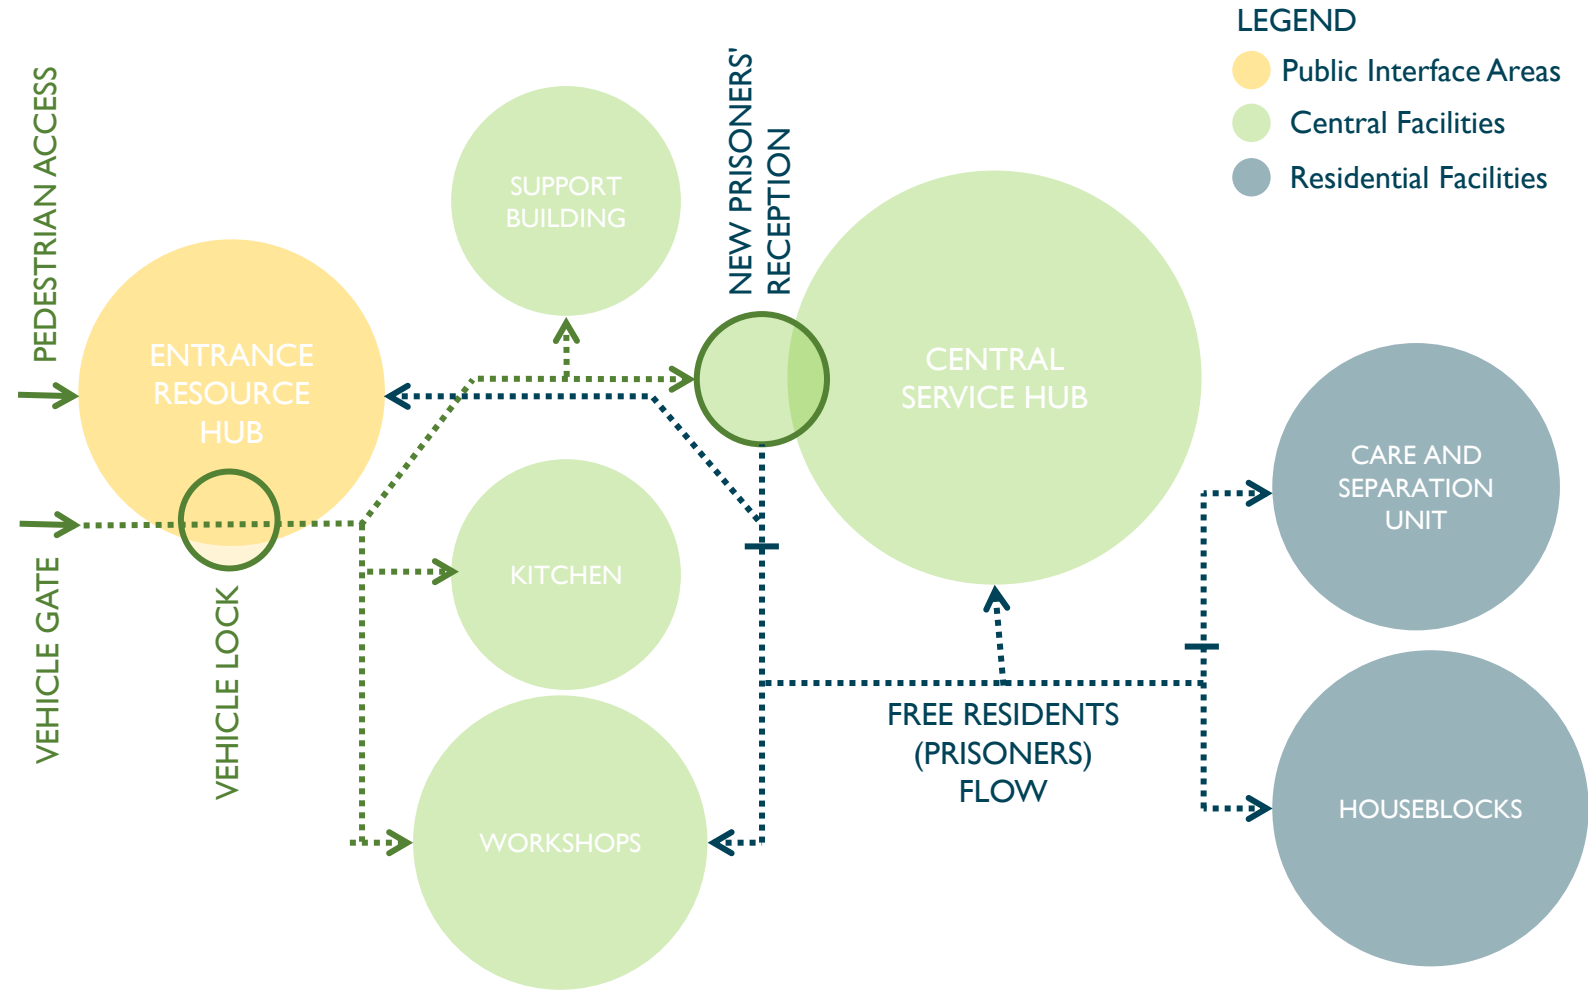 LEGEND
Public Interface Areas
Central Facilities
Residential Facilities
PEDESTRIAN ACCESS
VEHICLE GATE
VEHICLE LOCK
ENTRANCE
RESOURCE
HUB
SUPPORT
BUILDING
NEW PRISONERS'
RECEPTION
CENTRAL
SERVICE HUB
KITCHEN
WORKSHOPS
FREE RESIDENTS
(PRISONERS)
FLOW
CARE AND
SEPARATION
UNIT
HOUSEBLOCKS